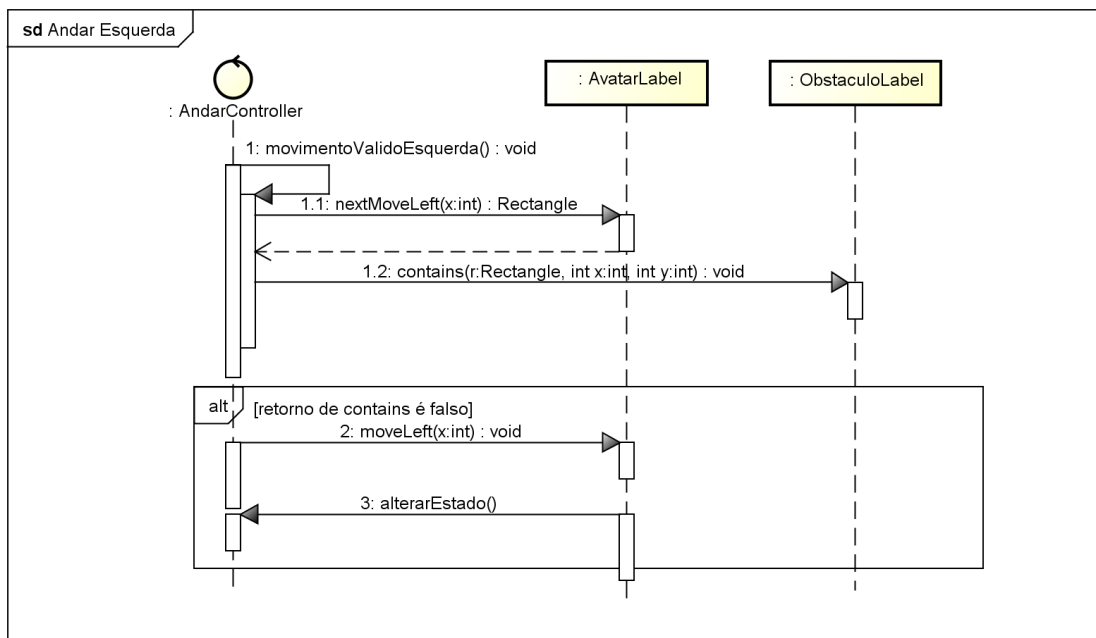 sd Andar Esquerda
: AvatarLabel
: ObstaculoLabel
: AndarController
1: movimentoValidoEsquerda() : void
1.1: nextMoveLeft(x:int) : Rectangle
1.2: contains(r:Rectangle, int x:int, int y:int) : void
alt
[retorno de contains é falso]
2: moveLeft(x:int) : void
3: alterarEstado()